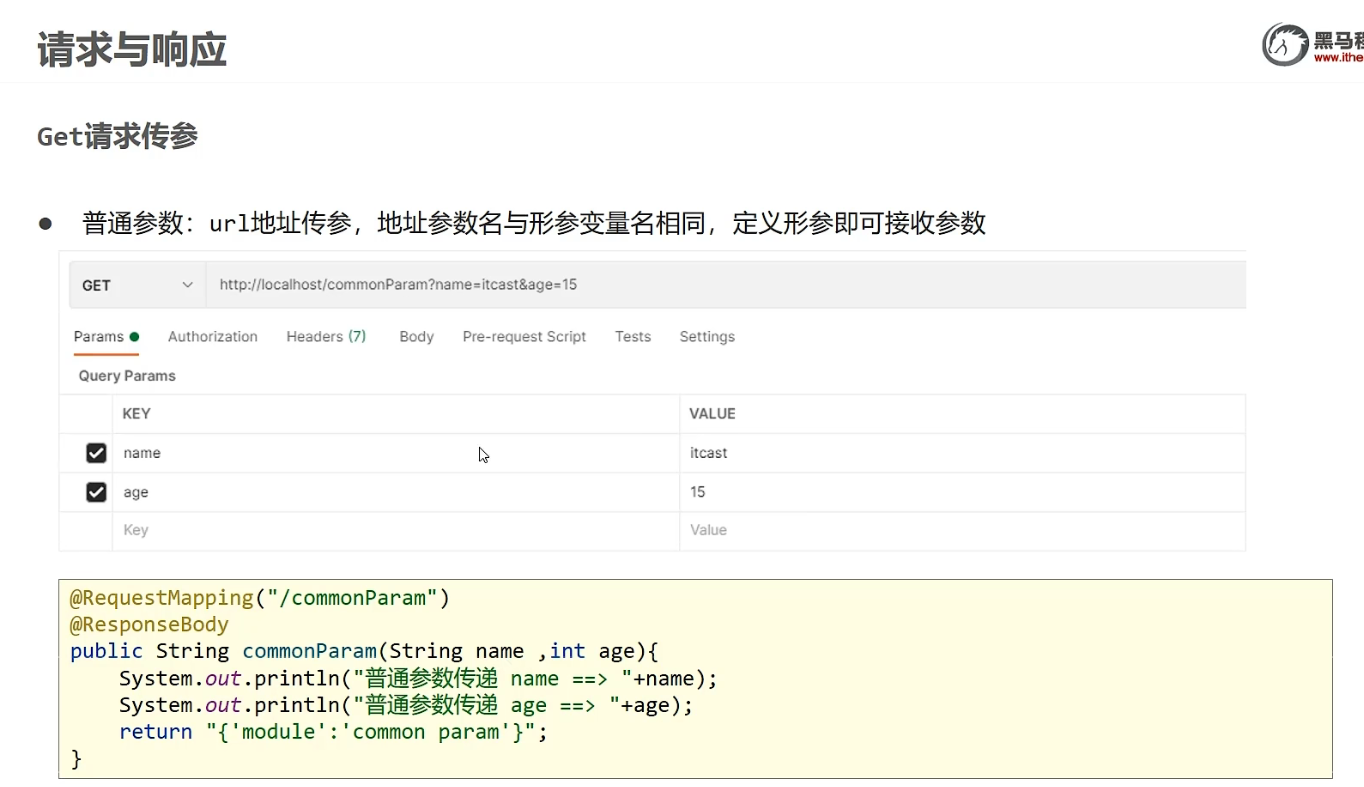 请求与响应
黑马程
www.ithe
Get请求传参
● 普通参数：url地址传参，地址参数名与形参变量名相同，定义形参即可接收参数
GET http://localhost/commonParam?name=itcast&age=15
Params Authorization Headers (7) Body Pre-request Script Tests Settings
Query Params
KEY VALUE
name itcast
age 15
Key Value
@RequestMapping("/commonParam")
@ResponseBody
public String commonParam(String name ,int age){
    System.out.println("普通参数传递 name ==> "+name);
    System.out.println("普通参数传递 age ==> "+age);
    return "{'module':'common param'}";
}